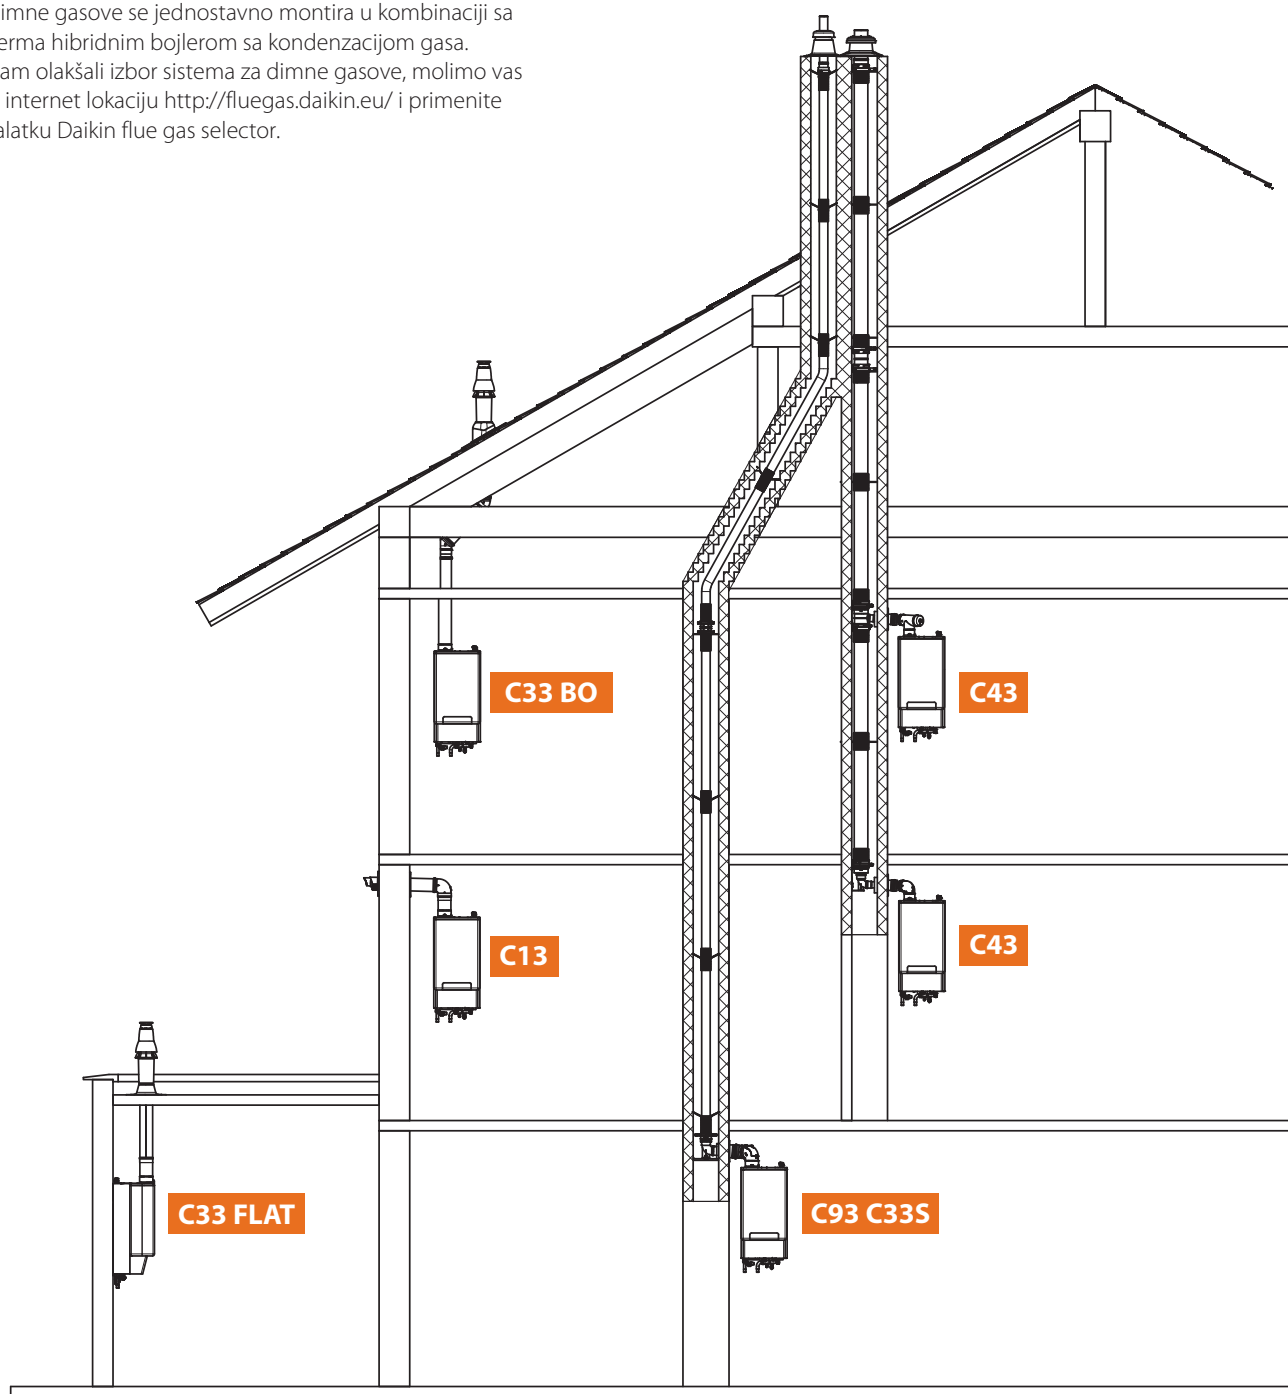 imne gasove se jednostavno montira u kombinaciji sa
erma hibridnim bojlerom sa kondenzacijom gasa.
am olakšali izbor sistema za dimne gasove, molimo vas
internet lokaciju http://fluegas.daikin.eu/ i primenite
alatku Daikin flue gas selector.
C33 BO
C43
C13
C43
C33 FLAT
C93 C33S